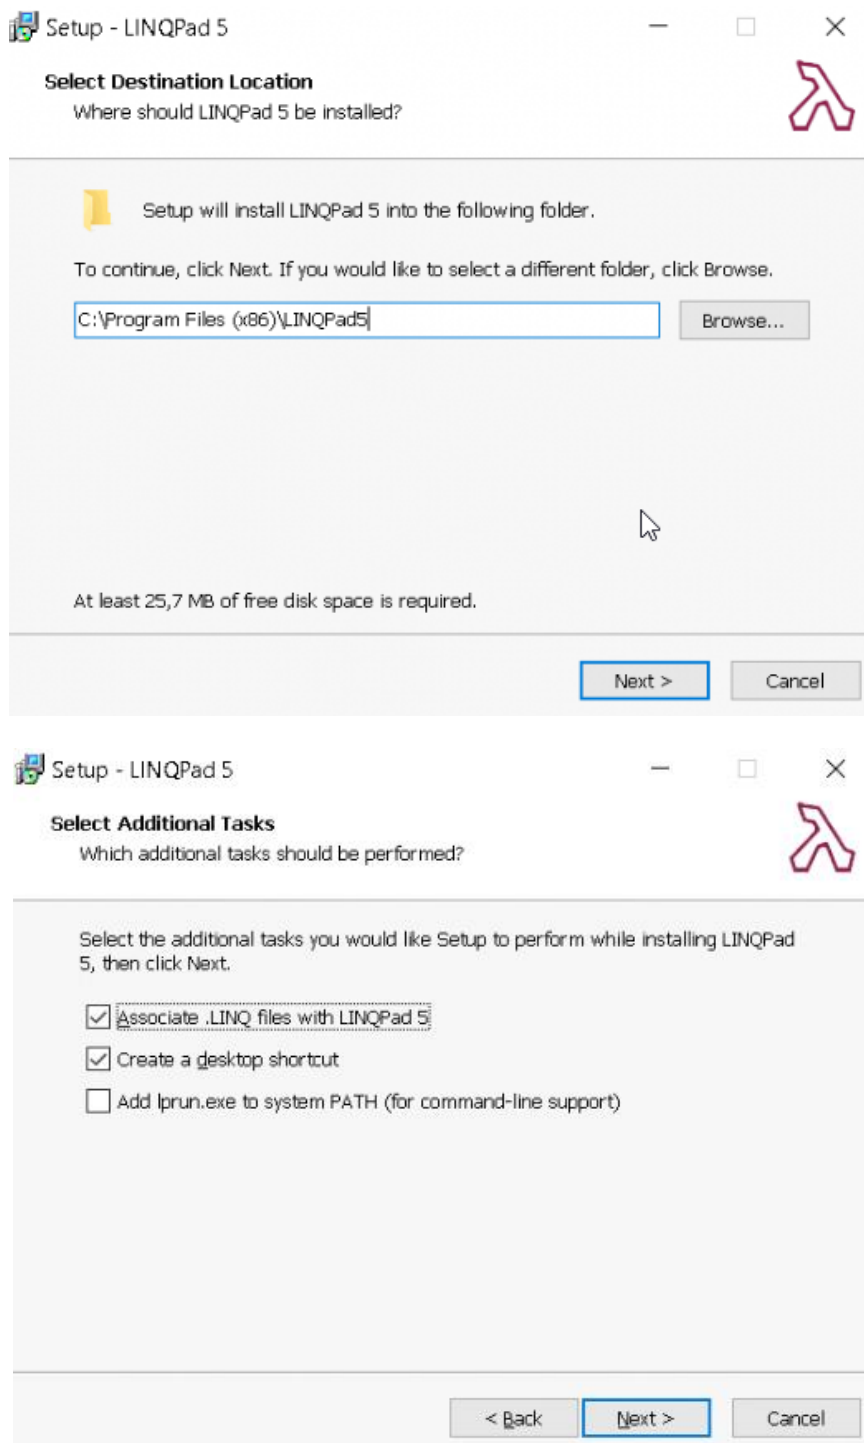 Setup - LINQPad 5
Select Destination Location
Where should LINQPad 5 be installed?
Setup will install LINQPad 5 into the following folder.
To continue, click Next. If you would like to select a different folder, click Browse.
C:\Program Files (x86)\LINQPad5
Browse...
At least 25,7 MB of free disk space is required.
Next >
Cancel
Setup - LINQPad 5
Select Additional Tasks
Which additional tasks should be performed?
Select the additional tasks you would like Setup to perform while installing LINQPad
5, then click Next.
Associate .LINQ files with LINQPad 5
Create a desktop shortcut
Add lprun.exe to system PATH (for command-line support)
< Back
Next >
Cancel